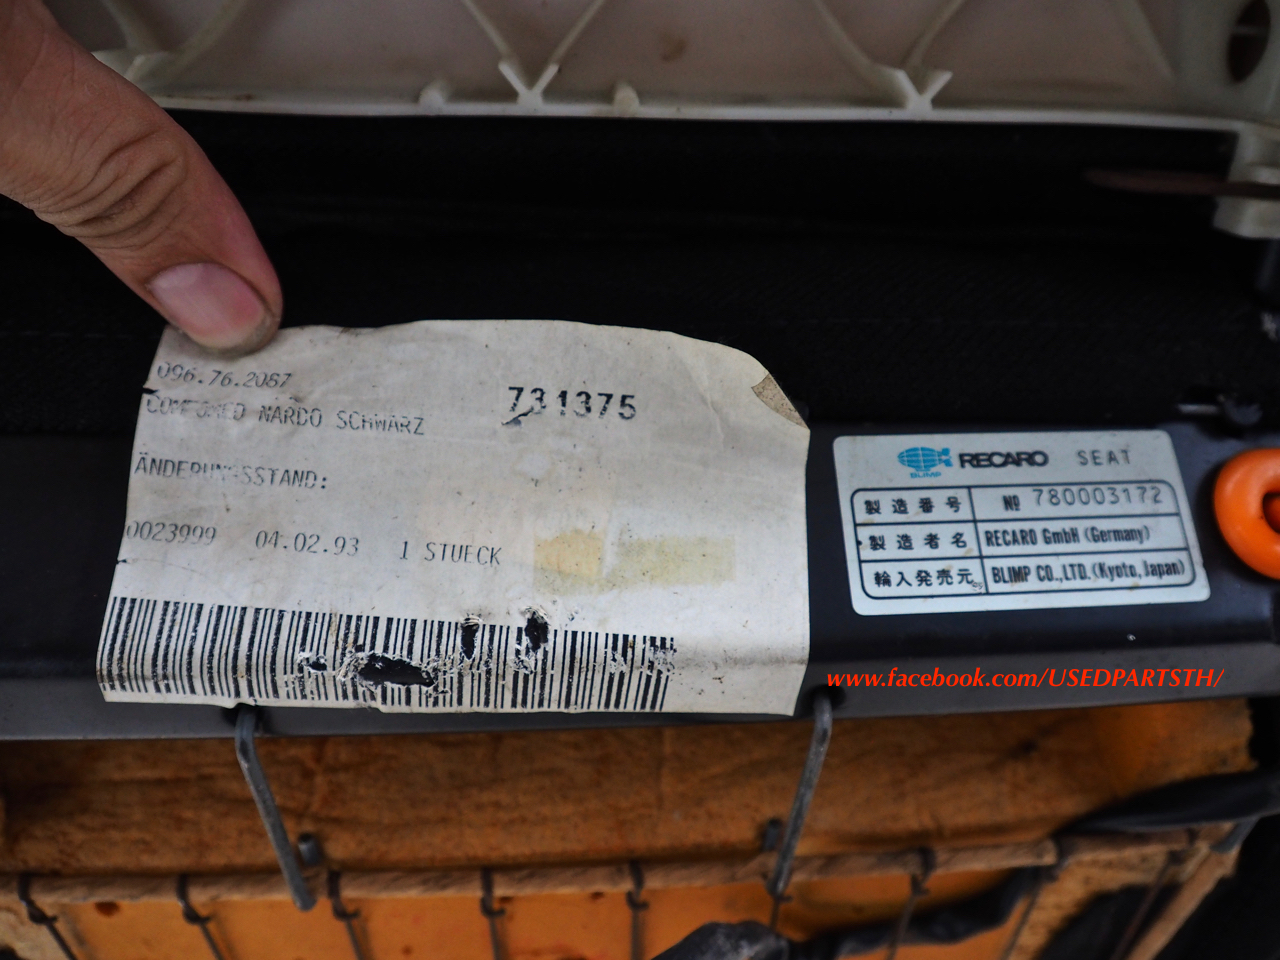 096.76.2087
731375
NARDO SCHWARZ
ÄNDERUNGSSTAND:
0023999 04.02.93 1 STUECK
BLIMP RECARO SEAT
製造番号 Nº 780003172
製造者名 RECARO GmbH (Germany)
輸入発売元 BLIMP CO.,LTD. (Kyoto, Japan)
www.facebook.com/USEDPARTSTH/